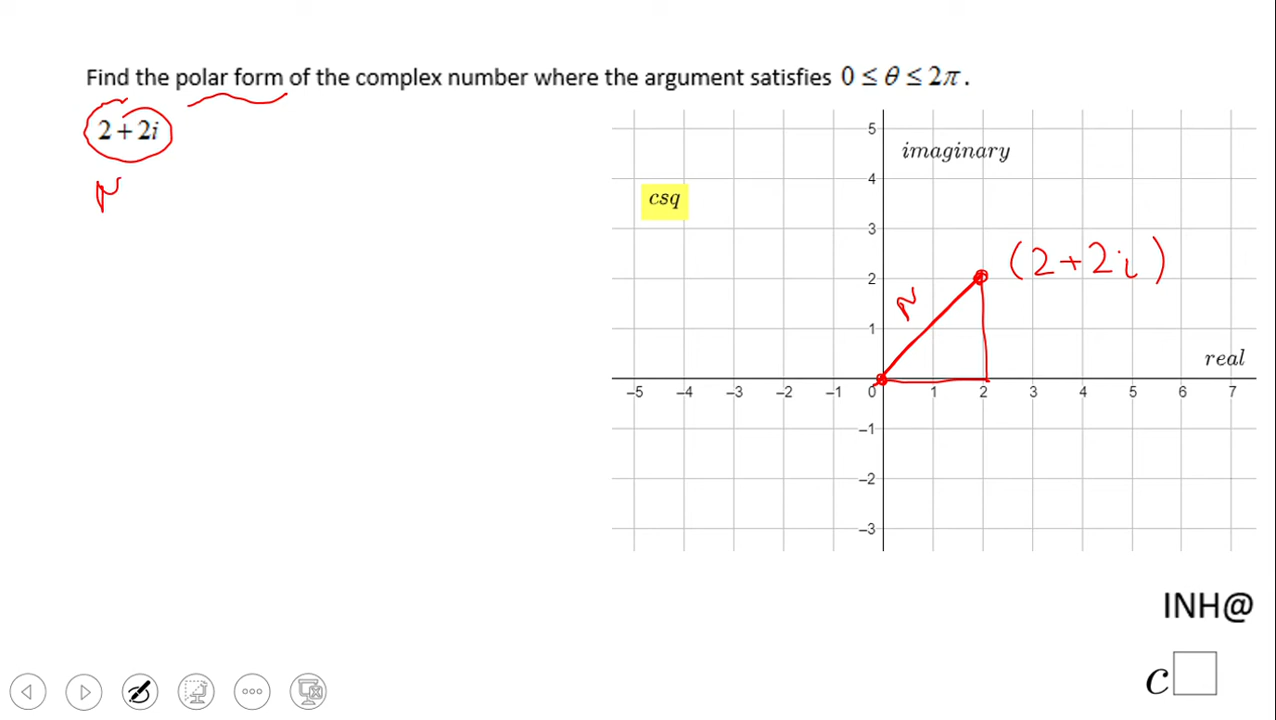 Find the polar form of the complex number where the argument satisfies 0 ≤ θ ≤ 2π.
2 + 2i
r
csq
imaginary
5
4
3
2
1
(2+2i)
r
real
–5 –4 –3 –2 –1 0 1 2 3 4 5 6 7
–1
–2
–3
INH@
c